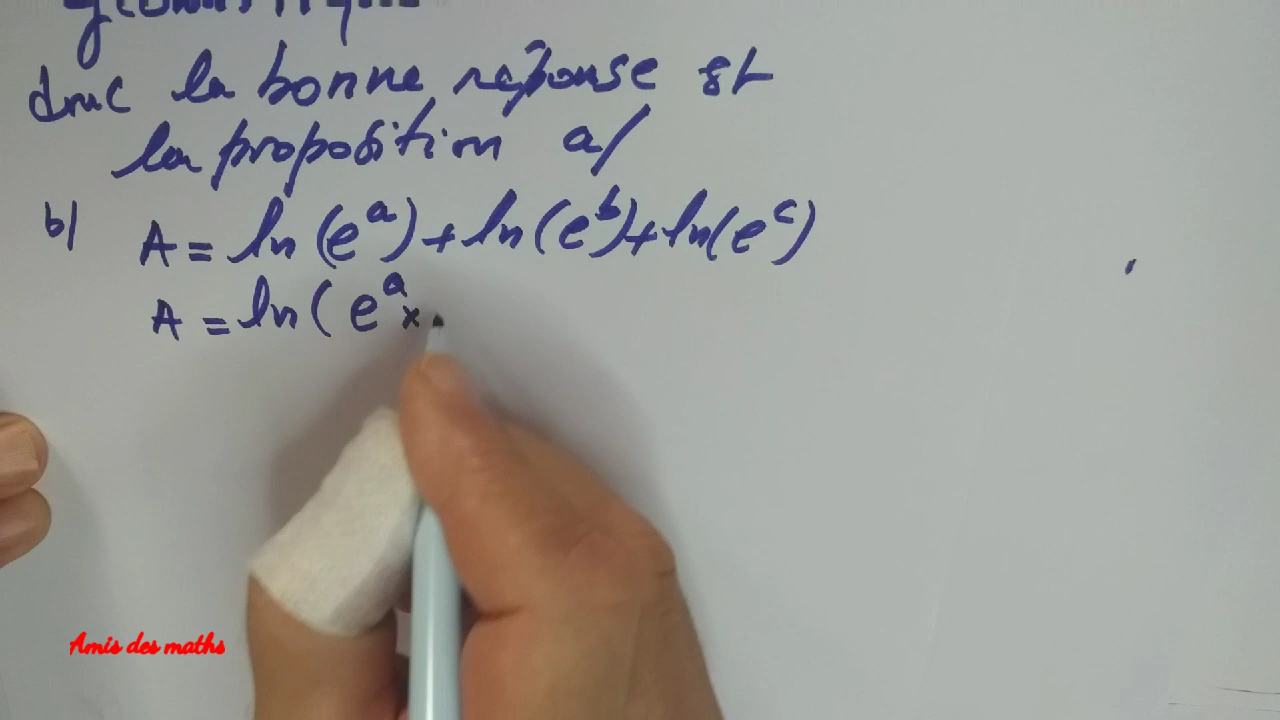 donc la bonne réponse est
la proposition a/
b/ A = ln(e^a) + ln(e^b) + ln(e^c)
A = ln( e^a ×
Amis des maths